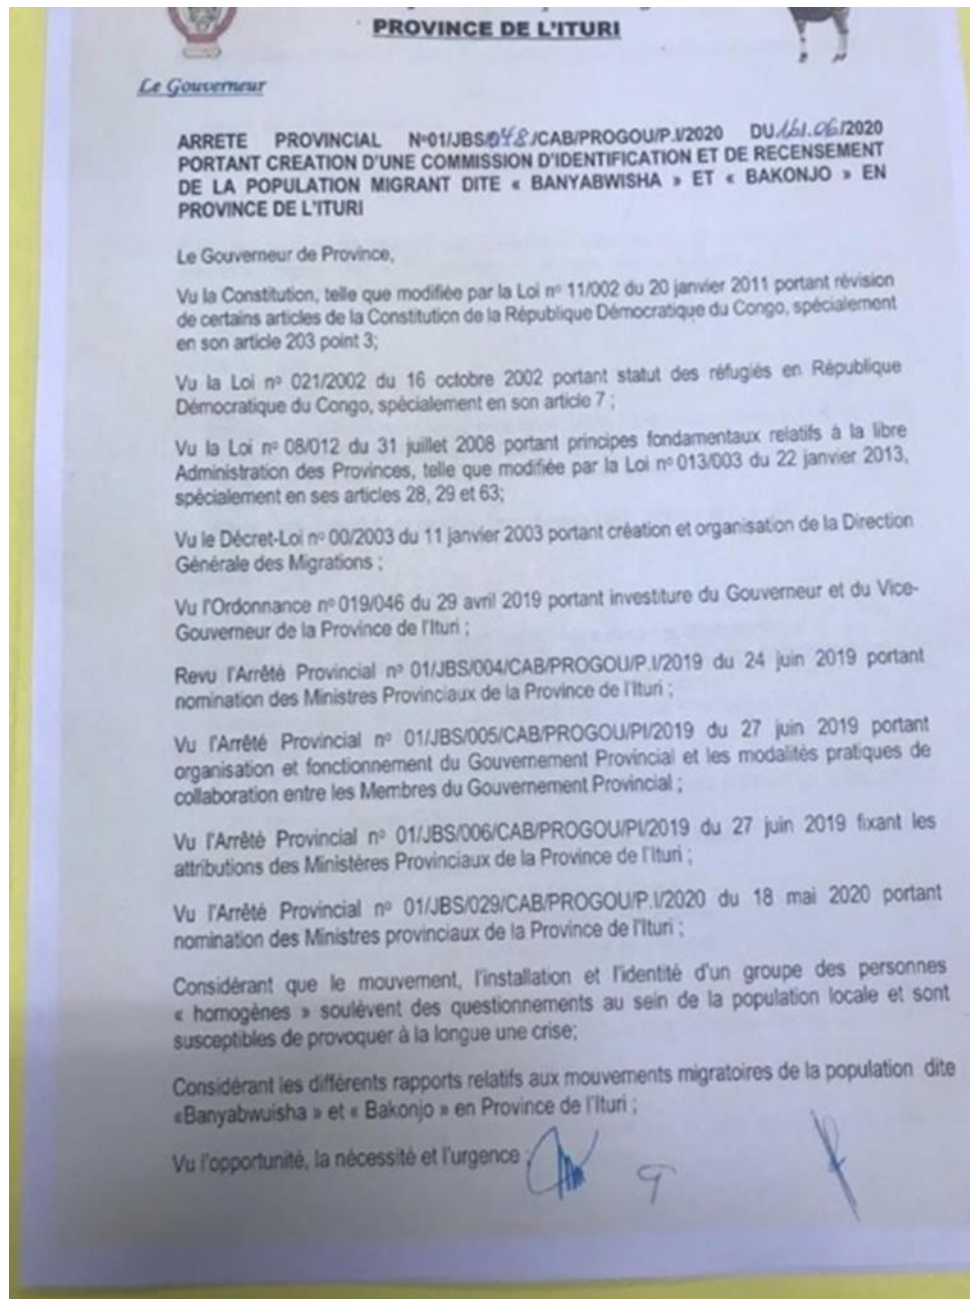 PROVINCE DE L'ITURI
Le Gouverneur
ARRETE PROVINCIAL Nº01/JBS/048/CAB/PROGOU/P.I/2020 DU 16/.06/2020
PORTANT CREATION D'UNE COMMISSION D'IDENTIFICATION ET DE RECENSEMENT
DE LA POPULATION MIGRANT DITE « BANYABWISHA » ET « BAKONJO » EN
PROVINCE DE L'ITURI
Le Gouverneur de Province,
Vu la Constitution, telle que modifiée par la Loi nº 11/002 du 20 janvier 2011 portant révision
de certains articles de la Constitution de la République Démocratique du Congo, spécialement
en son article 203 point 3;
Vu la Loi nº 021/2002 du 16 octobre 2002 portant statut des réfugiés en République
Démocratique du Congo, spécialement en son article 7 ;
Vu la Loi nº 08/012 du 31 juillet 2008 portant principes fondamentaux relatifs à la libre
Administration des Provinces, telle que modifiée par la Loi nº 013/003 du 22 janvier 2013,
spécialement en ses articles 28, 29 et 63;
Vu le Décret-Loi nº 00/2003 du 11 janvier 2003 portant création et organisation de la Direction
Générale des Migrations ;
Vu l'Ordonnance nº 019/046 du 29 avril 2019 portant investiture du Gouverneur et du Vice-
Gouverneur de la Province de l'Ituri ;
Revu l'Arrêté Provincial nº 01/JBS/004/CAB/PROGOU/P.I/2019 du 24 juin 2019 portant
nomination des Ministres Provinciaux de la Province de l'Ituri ;
Vu l'Arrêté Provincial nº 01/JBS/005/CAB/PROGOU/PI/2019 du 27 juin 2019 portant
organisation et fonctionnement du Gouvernement Provincial et les modalités pratiques de
collaboration entre les Membres du Gouvernement Provincial ;
Vu l'Arrêté Provincial nº 01/JBS/006/CAB/PROGOU/PI/2019 du 27 juin 2019 fixant les
attributions des Ministères Provinciaux de la Province de l'Ituri ;
Vu l'Arrêté Provincial nº 01/JBS/029/CAB/PROGOU/P.I/2020 du 18 mai 2020 portant
nomination des Ministres provinciaux de la Province de l'Ituri ;
Considérant que le mouvement, l'installation et l'identité d'un groupe des personnes
« homogènes » soulèvent des questionnements au sein de la population locale et sont
susceptibles de provoquer à la longue une crise;
Considérant les différents rapports relatifs aux mouvements migratoires de la population dite
«Banyabwuisha » et « Bakonjo » en Province de l'Ituri ;
Vu l'opportunité, la nécessité et l'urgence ;